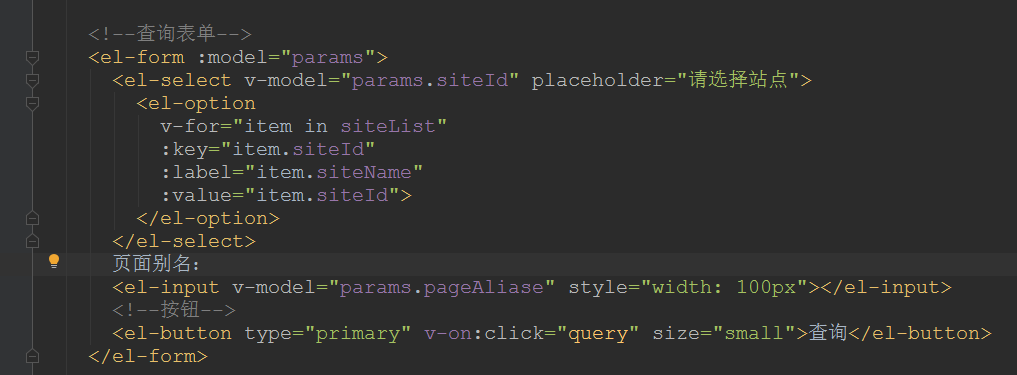 <!--查询表单-->
<el-form :model="params">
<el-select v-model="params.siteId" placeholder="请选择站点">
<el-option
v-for="item in siteList"
:key="item.siteId"
:label="item.siteName"
:value="item.siteId">
</el-option>
</el-select>
页面别名：
<el-input v-model="params.pageAliase" style="width: 100px"></el-input>
<!--按钮-->
<el-button type="primary" v-on:click="query" size="small">查询</el-button>
</el-form>